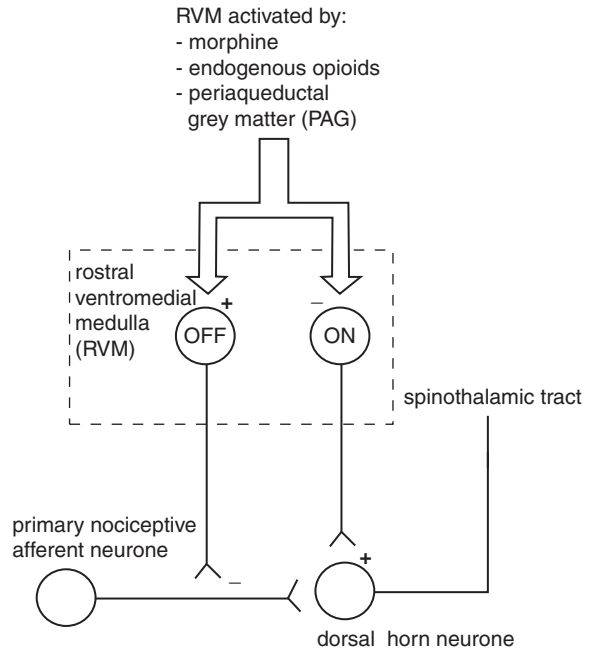 RVM activated by:
- morphine
- endogenous opioids
- periaqueductal
grey matter (PAG)
rostral
ventromedial
medulla
(RVM)
+
–
OFF
ON
spinothalamic tract
primary nociceptive
afferent neurone
–
+
dorsal horn neurone